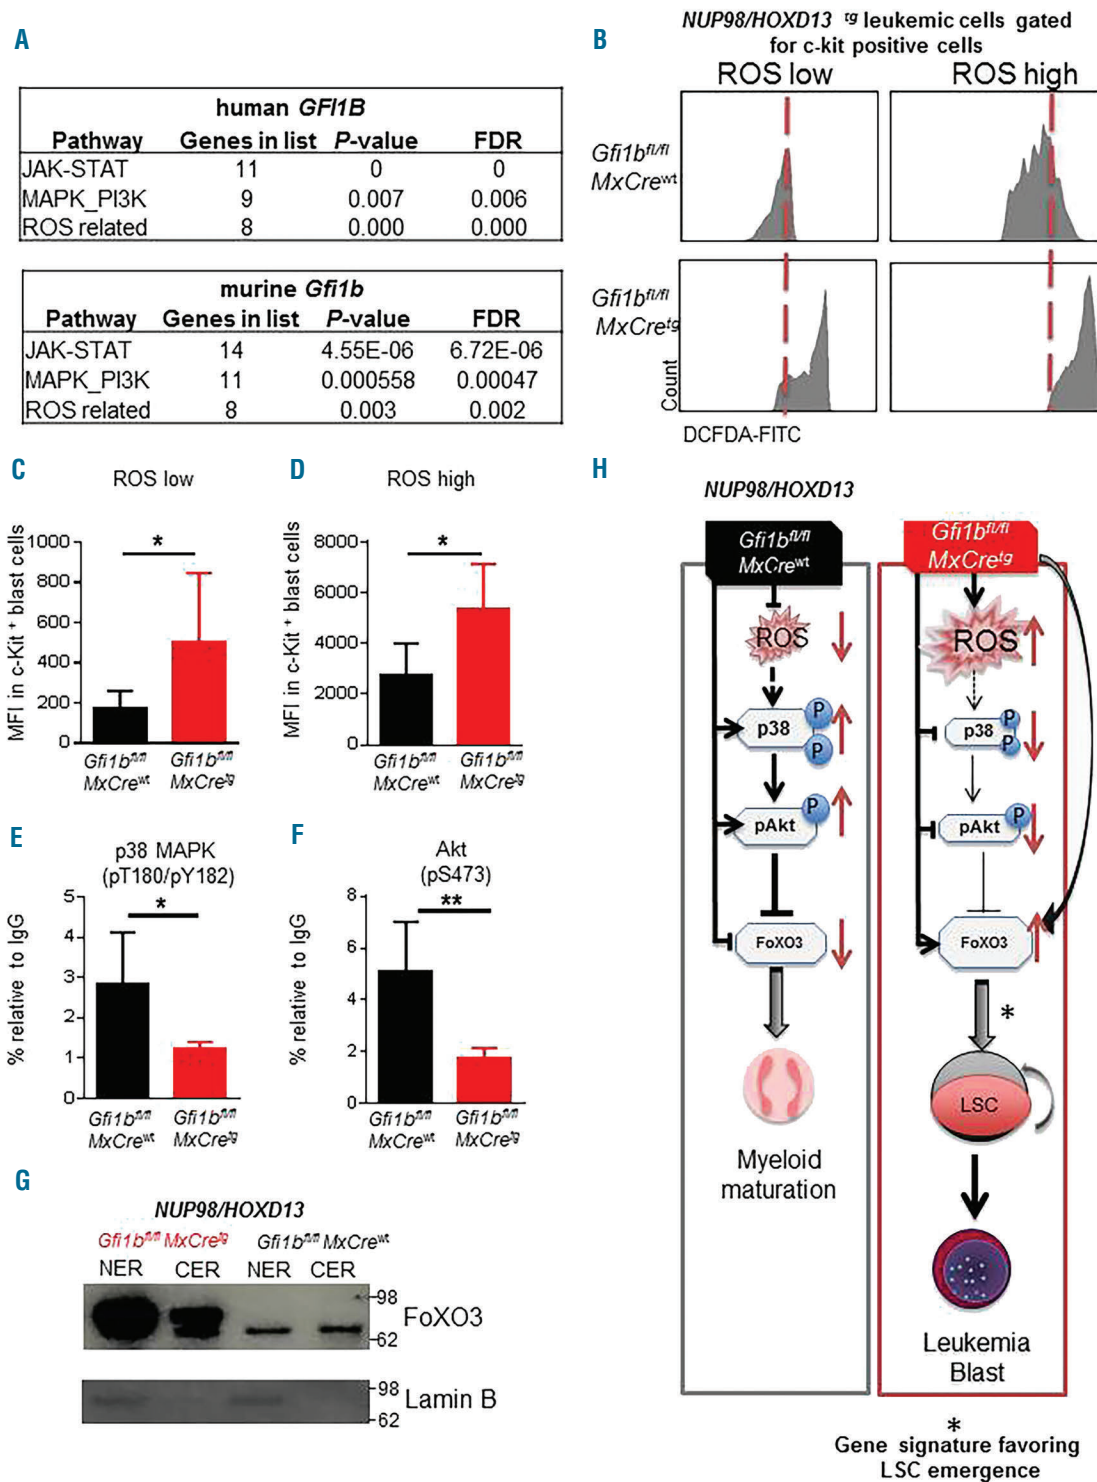 A
human GFI1B
Pathway Genes in list P-value FDR
JAK-STAT 11 0 0
MAPK_PI3K 9 0.007 0.006
ROS related 8 0.000 0.000
murine Gfi1b
Pathway Genes in list P-value FDR
JAK-STAT 14 4.55E-06 6.72E-06
MAPK_PI3K 11 0.000558 0.00047
ROS related 8 0.003 0.002
B
NUP98/HOXD13 tg leukemic cells gated
for c-kit positive cells
ROS low ROS high
Gfi1bfl/fl
MxCrewt
Gfi1bfl/fl
MxCretg
Count
DCFDA-FITC
C
ROS low
MFI in c-Kit + blast cells
1000
800
600
400
200
0
*
Gfi1bfl/fl
MxCrewt
Gfi1bfl/fl
MxCretg
D
ROS high
MFI in c-Kit + blast cells
8000
6000
4000
2000
0
*
Gfi1bfl/fl
MxCrewt
Gfi1bfl/fl
MxCretg
E
p38 MAPK
(pT180/pY182)
% relative to IgG
5
4
3
2
1
0
*
Gfi1bfl/fl
MxCrewt
Gfi1bfl/fl
MxCretg
F
Akt
(pS473)
% relative to IgG
8
6
4
2
0
**
Gfi1bfl/fl
MxCrewt
Gfi1bfl/fl
MxCretg
G
NUP98/HOXD13
Gfi1bfl/fl MxCretg Gfi1bfl/fl MxCrewt
NER CER NER CER
-98
FoXO3
-62
-98
Lamin B
-62
H
NUP98/HOXD13
Gfi1bfl/fl
MxCrewt
ROS
p38
P
P
pAkt
P
FoXO3
Myeloid
maturation
Gfi1bfl/fl
MxCretg
ROS
p38
P
P
pAkt
P
FoXO3
*
LSC
Leukemia
Blast
*
Gene signature favoring
LSC emergence